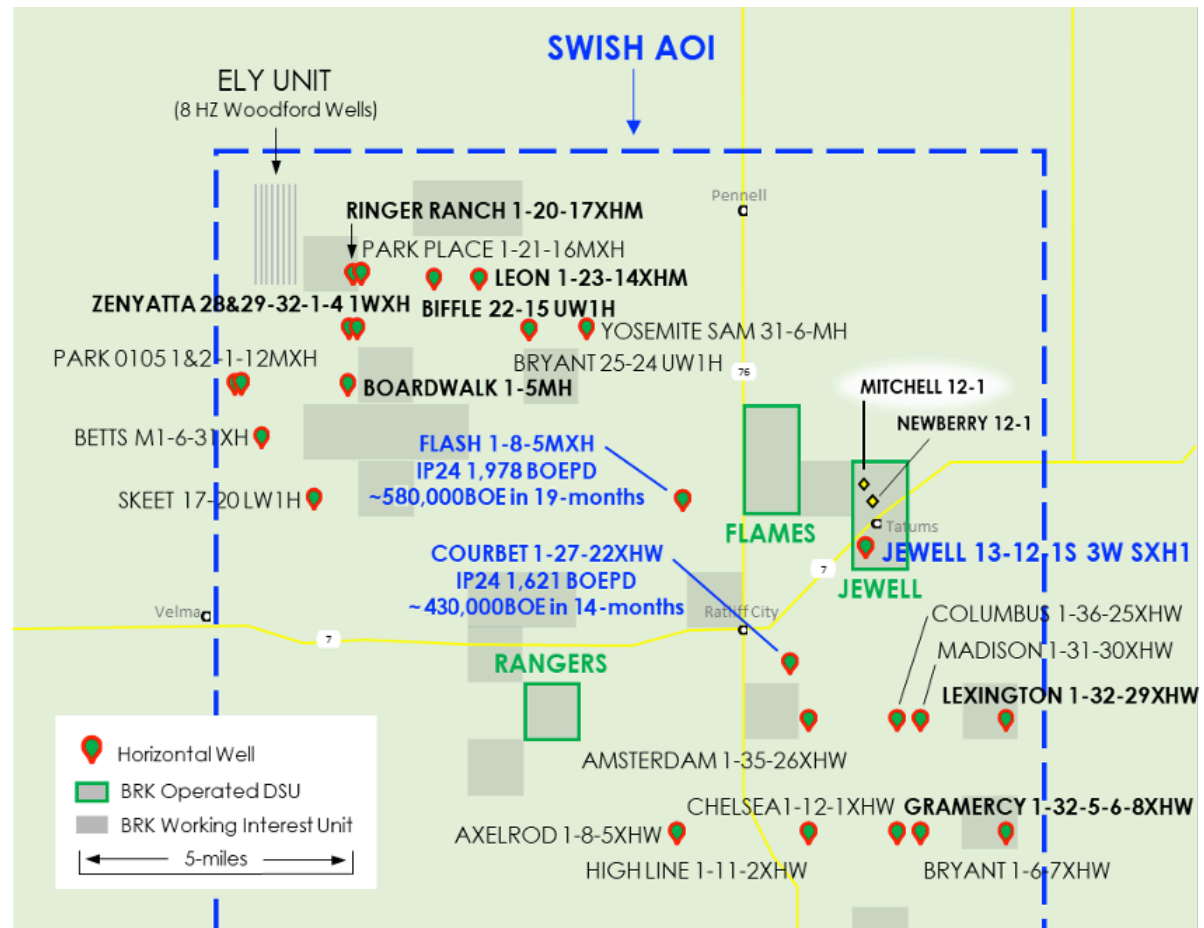 SWISH AOI
ELY UNIT
(8 HZ Woodford Wells)
Pennell
RINGER RANCH 1-20-17XHM
PARK PLACE 1-21-16MXH
LEON 1-23-14XHM
ZENYATTA 28&29-32-1-4 1WXH
BIFFLE 22-15 UW1H
YOSEMITE SAM 31-6-MH
PARK 0105 1&2-1-12MXH
BRYANT 25-24 UW1H
76
BOARDWALK 1-5MH
MITCHELL 12-1
NEWBERRY 12-1
BETTS M1-6-31XH
FLASH 1-8-5MXH
IP24 1,978 BOEPD
~580,000BOE in 19-months
SKEET 17-20 LW1H
FLAMES
Tatums
JEWELL 13-12-1S 3W SXH1
COURBET 1-27-22XHW
IP24 1,621 BOEPD
~430,000BOE in 14-months
7
JEWELL
Velma
Ratliff City
COLUMBUS 1-36-25XHW
7
MADISON 1-31-30XHW
RANGERS
LEXINGTON 1-32-29XHW
AMSTERDAM 1-35-26XHW
CHELSEA1-12-1XHW
GRAMERCY 1-32-5-6-8XHW
AXELROD 1-8-5XHW
HIGH LINE 1-11-2XHW
BRYANT 1-6-7XHW
Horizontal Well
BRK Operated DSU
BRK Working Interest Unit
5-miles